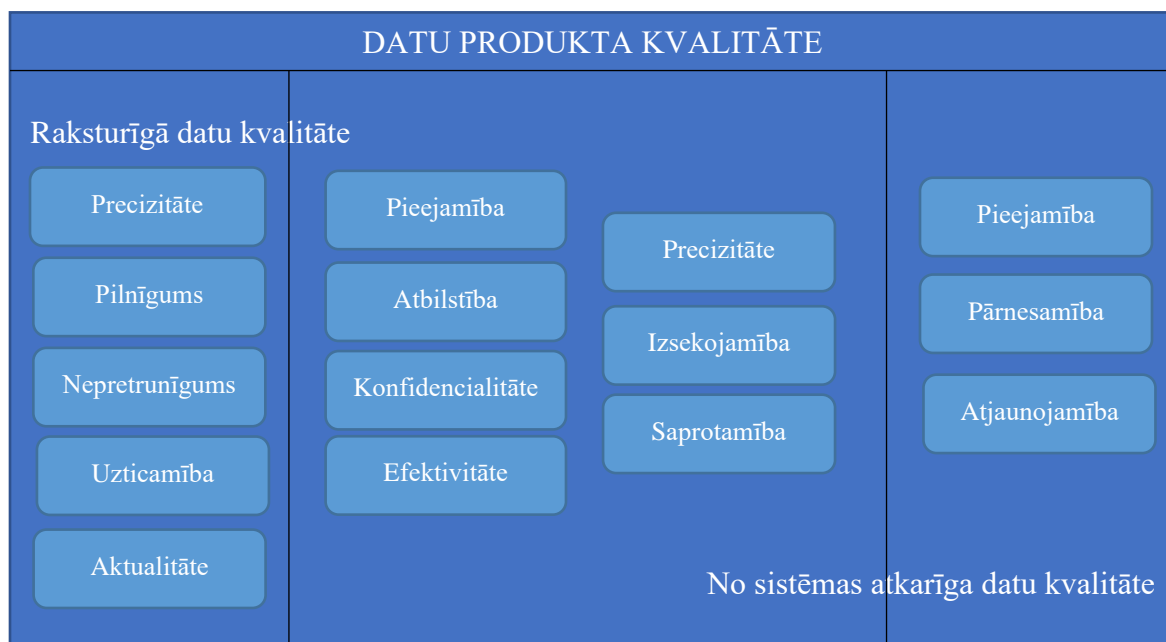 DATU PRODUKTA KVALITĀTE
Raksturīgā datu kvalitāte
Precizitāte
Pilnīgums
Nepretrunīgums
Uzticamība
Aktualitāte
Pieejamība
Atbilstība
Konfidencialitāte
Efektivitāte
Precizitāte
Izsekojamība
Saprotamība
Pieejamība
Pārnesamība
Atjaunojamība
No sistēmas atkarīga datu kvalitāte